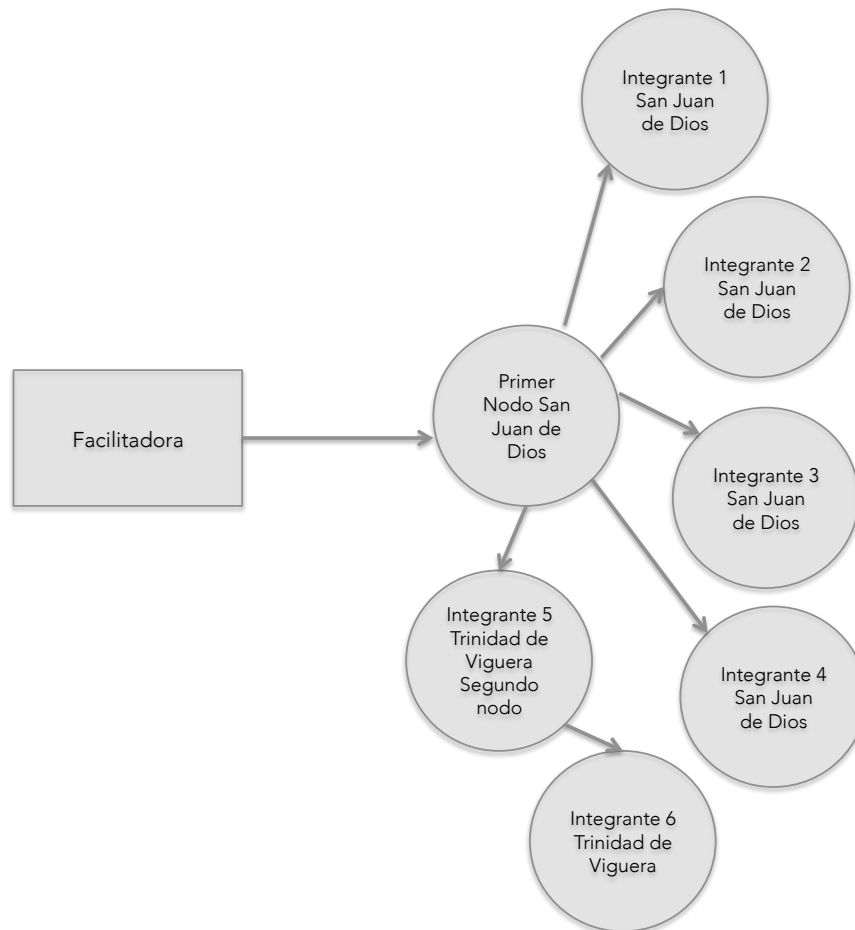 Integrante 1
San Juan
de Dios
Integrante 2
San Juan
de Dios
Primer
Nodo San
Juan de
Dios
Facilitadora
Integrante 3
San Juan
de Dios
Integrante 5
Trinidad de
Viguera
Segundo
nodo
Integrante 4
San Juan
de Dios
Integrante 6
Trinidad de
Viguera